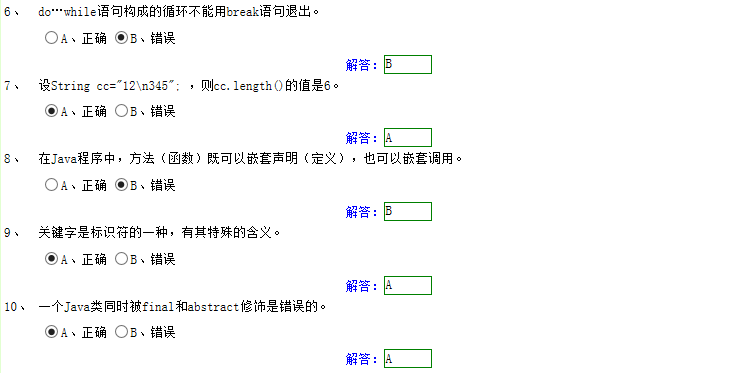 6、 do…while语句构成的循环不能用break语句退出。
A、正确 B、错误
解答: B
7、 设String cc="12\n345"; ，则cc.length()的值是6。
A、正确 B、错误
解答: A
8、 在Java程序中，方法（函数）既可以嵌套声明（定义），也可以嵌套调用。
A、正确 B、错误
解答: B
9、 关键字是标识符的一种，有其特殊的含义。
A、正确 B、错误
解答: A
10、 一个Java类同时被final和abstract修饰是错误的。
A、正确 B、错误
解答: A